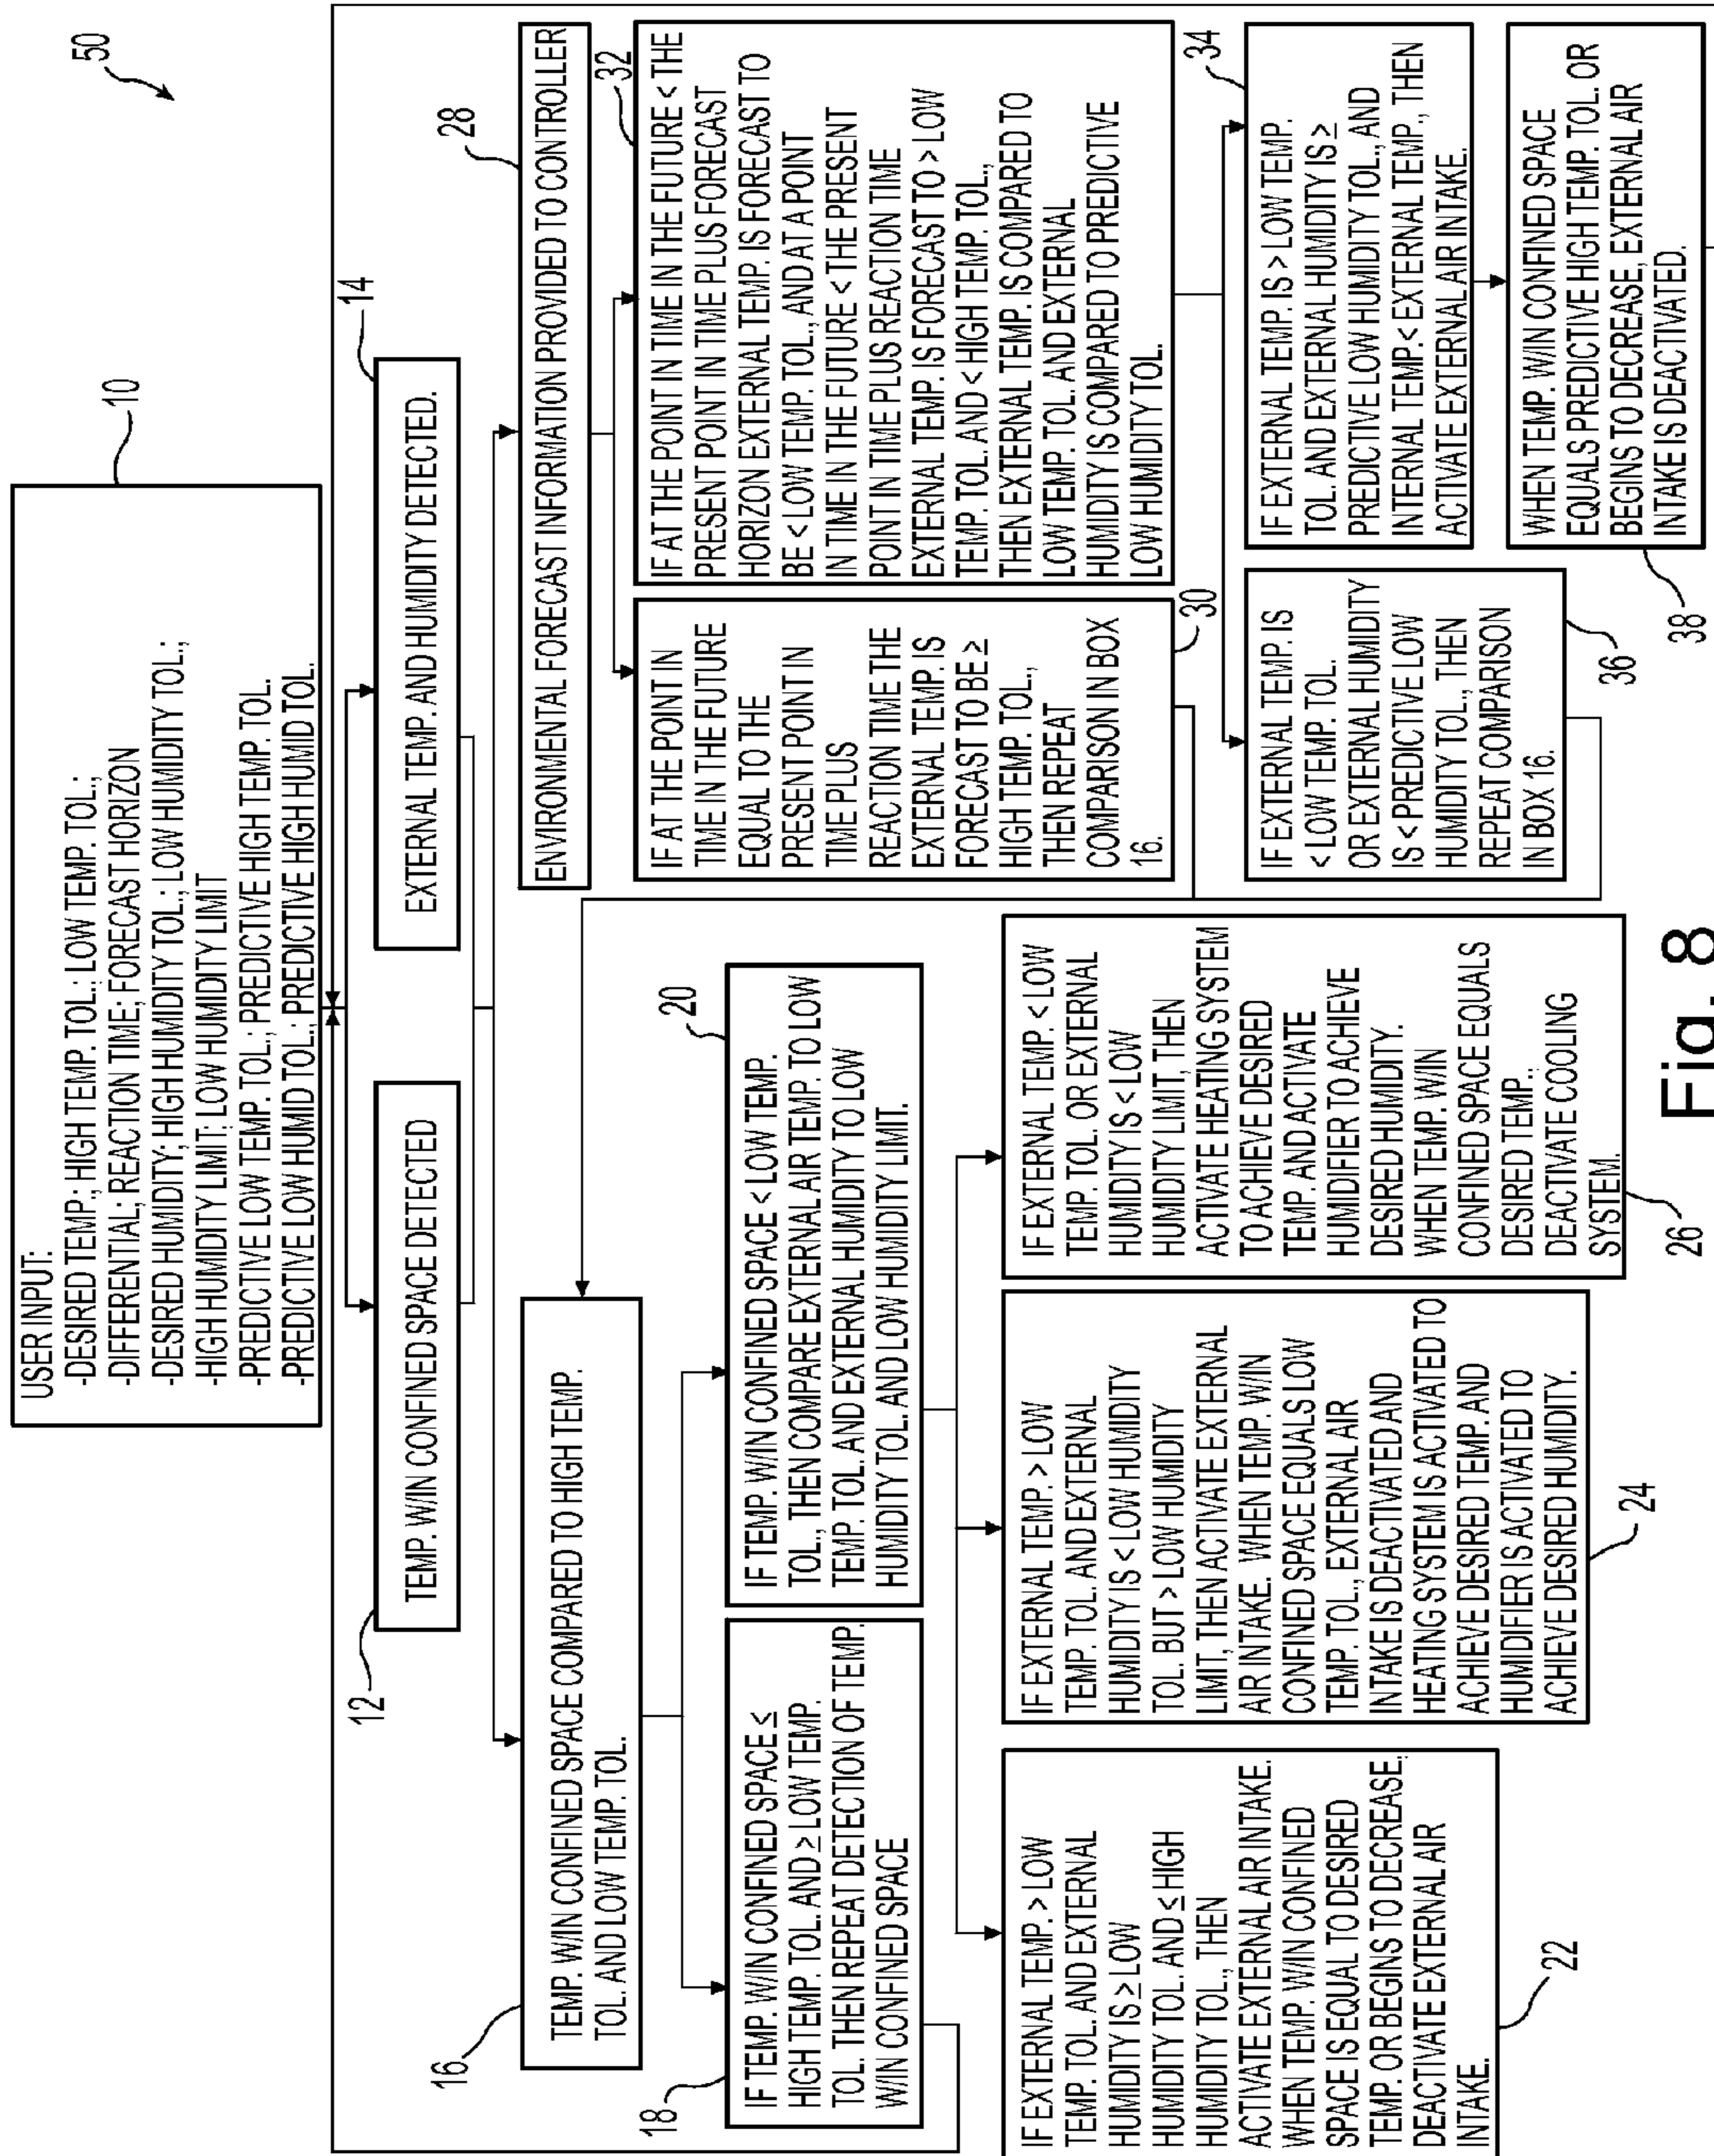 50
10
USER INPUT:
-DESIRED TEMP.; HIGH TEMP. TOL.; LOW TEMP. TOL.;
-DIFFERENTIAL; REACTION TIME; FORECAST HORIZON
-DESIRED HUMIDITY; HIGH HUMIDITY TOL.; LOW HUMIDITY TOL.;
-HIGH HUMIDITY LIMIT; LOW HUMIDITY LIMIT
-PREDICTIVE LOW TEMP. TOL.; PREDICTIVE HIGH TEMP. TOL.
-PREDICTIVE LOW HUMID TOL.; PREDICTIVE HIGH HUMID TOL.
12
TEMP. W/IN CONFINED SPACE DETECTED
14
EXTERNAL TEMP. AND HUMIDITY DETECTED.
16
TEMP. W/IN CONFINED SPACE COMPARED TO HIGH TEMP.
TOL. AND LOW TEMP. TOL.
28
ENVIRONMENTAL FORECAST INFORMATION PROVIDED TO CONTROLLER
18
IF TEMP. W/IN CONFINED SPACE ≤
HIGH TEMP. TOL. AND ≥ LOW TEMP.
TOL. THEN REPEAT DETECTION OF TEMP.
W/IN CONFINED SPACE
20
IF TEMP. W/IN CONFINED SPACE < LOW TEMP.
TOL., THEN COMPARE EXTERNAL AIR TEMP. TO LOW
TEMP. TOL. AND EXTERNAL HUMIDITY TO LOW
HUMIDITY TOL. AND LOW HUMIDITY LIMIT.
30
IF AT THE POINT IN
TIME IN THE FUTURE
EQUAL TO THE
PRESENT POINT IN
TIME PLUS
REACTION TIME THE
EXTERNAL TEMP. IS
FORECAST TO BE ≥
HIGH TEMP. TOL.,
THEN REPEAT
COMPARISON IN BOX
16.
32
IF AT THE POINT IN TIME IN THE FUTURE < THE
PRESENT POINT IN TIME PLUS FORECAST
HORIZON EXTERNAL TEMP. IS FORECAST TO
BE < LOW TEMP. TOL., AND AT A POINT
IN TIME IN THE FUTURE < THE PRESENT
POINT IN TIME PLUS REACTION TIME
EXTERNAL TEMP. IS FORECAST TO > LOW
TEMP. TOL. AND < HIGH TEMP. TOL.,
THEN EXTERNAL TEMP. IS COMPARED TO
LOW TEMP. TOL. AND EXTERNAL
HUMIDITY IS COMPARED TO PREDICTIVE
LOW HUMIDITY TOL.
22
IF EXTERNAL TEMP. > LOW
TEMP. TOL. AND EXTERNAL
HUMIDITY IS ≥ LOW
HUMIDITY TOL. AND ≤ HIGH
HUMIDITY TOL., THEN
ACTIVATE EXTERNAL AIR INTAKE.
WHEN TEMP. W/IN CONFINED
SPACE IS EQUAL TO DESIRED
TEMP. OR BEGINS TO DECREASE,
DEACTIVATE EXTERNAL AIR
INTAKE.
24
IF EXTERNAL TEMP. > LOW
TEMP. TOL. AND EXTERNAL
HUMIDITY IS < LOW HUMIDITY
TOL. BUT > LOW HUMIDITY
LIMIT, THEN ACTIVATE EXTERNAL
AIR INTAKE. WHEN TEMP. W/IN
CONFINED SPACE EQUALS LOW
TEMP. TOL., EXTERNAL AIR
INTAKE IS DEACTIVATED AND
HEATING SYSTEM IS ACTIVATED TO
ACHIEVE DESIRED TEMP. AND
HUMIDIFIER IS ACTIVATED TO
ACHIEVE DESIRED HUMIDITY.
26
IF EXTERNAL TEMP. < LOW
TEMP. TOL. OR EXTERNAL
HUMIDITY IS < LOW
HUMIDITY LIMIT, THEN
ACTIVATE HEATING SYSTEM
TO ACHIEVE DESIRED
TEMP. AND ACTIVATE
HUMIDIFIER TO ACHIEVE
DESIRED HUMIDITY.
WHEN TEMP. W/IN
CONFINED SPACE EQUALS
DESIRED TEMP.,
DEACTIVATE COOLING
SYSTEM.
36
IF EXTERNAL TEMP. IS
< LOW TEMP. TOL.
OR EXTERNAL HUMIDITY
IS < PREDICTIVE LOW
HUMIDITY TOL., THEN
REPEAT COMPARISON
IN BOX 16.
34
IF EXTERNAL TEMP. IS > LOW TEMP.
TOL. AND EXTERNAL HUMIDITY IS ≥
PREDICTIVE LOW HUMIDITY TOL., AND
INTERNAL TEMP. < EXTERNAL TEMP., THEN
ACTIVATE EXTERNAL AIR INTAKE.
38
WHEN TEMP. W/IN CONFINED SPACE
EQUALS PREDICTIVE HIGH TEMP. TOL. OR
BEGINS TO DECREASE, EXTERNAL AIR
INTAKE IS DEACTIVATED.
Fig. 8